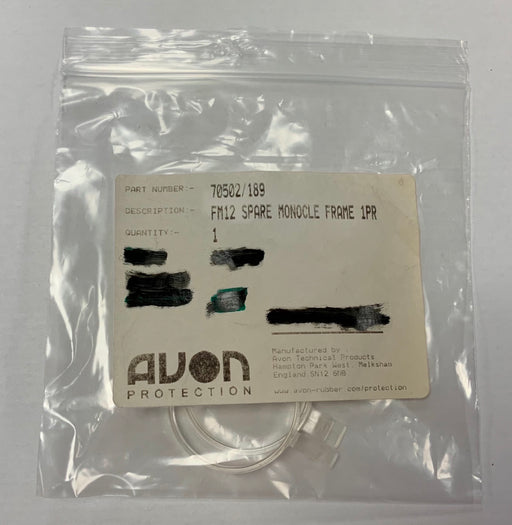 PART NUMBER:- 70502/189
DESCRIPTION:- FM12 SPARE MONOCLE FRAME 1PR
QUANTITY:- 1
AVON
PROTECTION
Manufactured by
Avon Technical Products
Hampton Park West, Melksham
England SN12 6NB
www.avon-rubber.com/protection